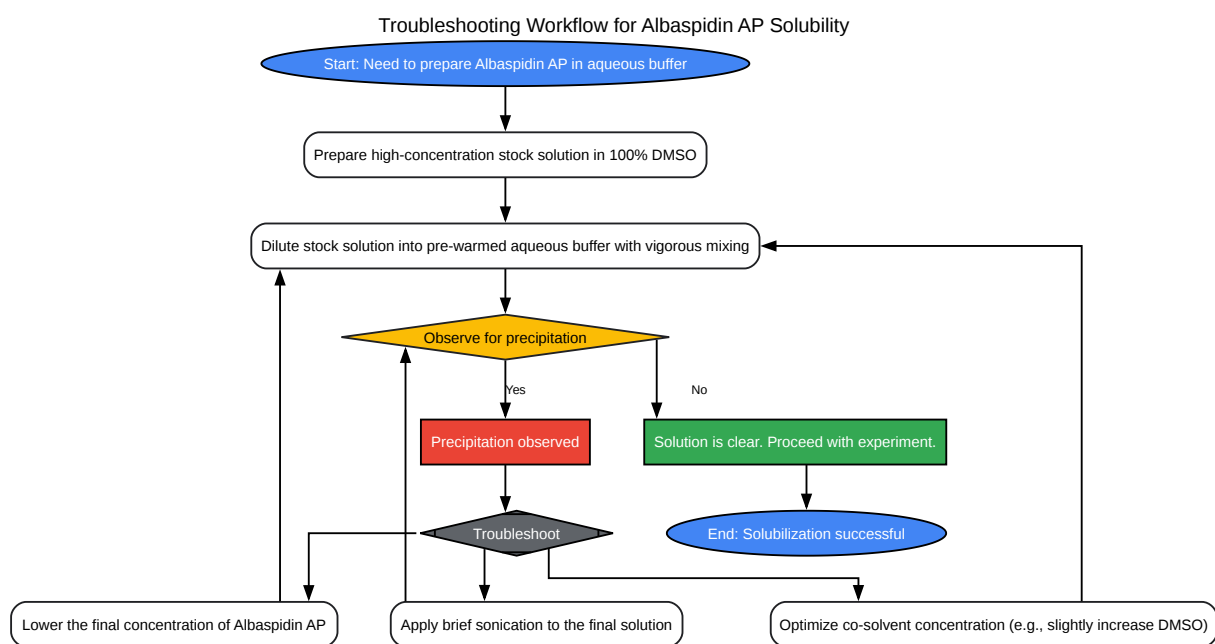 Troubleshooting Workflow for Albaspidin AP Solubility
Start: Need to prepare Albaspidin AP in aqueous buffer
Prepare high-concentration stock solution in 100% DMSO
Dilute stock solution into pre-warmed aqueous buffer with vigorous mixing
Observe for precipitation
Yes
No
Precipitation observed
Solution is clear. Proceed with experiment.
Troubleshoot
End: Solubilization successful
Lower the final concentration of Albaspidin AP
Apply brief sonication to the final solution
Optimize co-solvent concentration (e.g., slightly increase DMSO)